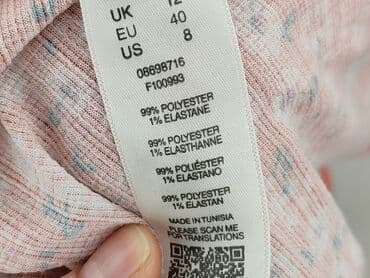 UK 12
EU 40
US 8
08698716
F100993
99% POLYESTER
1% ELASTANE
99% POLYESTER
1% ELASTHANNE
99% POLIÉSTER
1% ELASTANO
99% POLYESTER
1% ELASTAN
MADE IN TUNISIA
PLEASE SCAN ME
FOR TRANSLATIONS